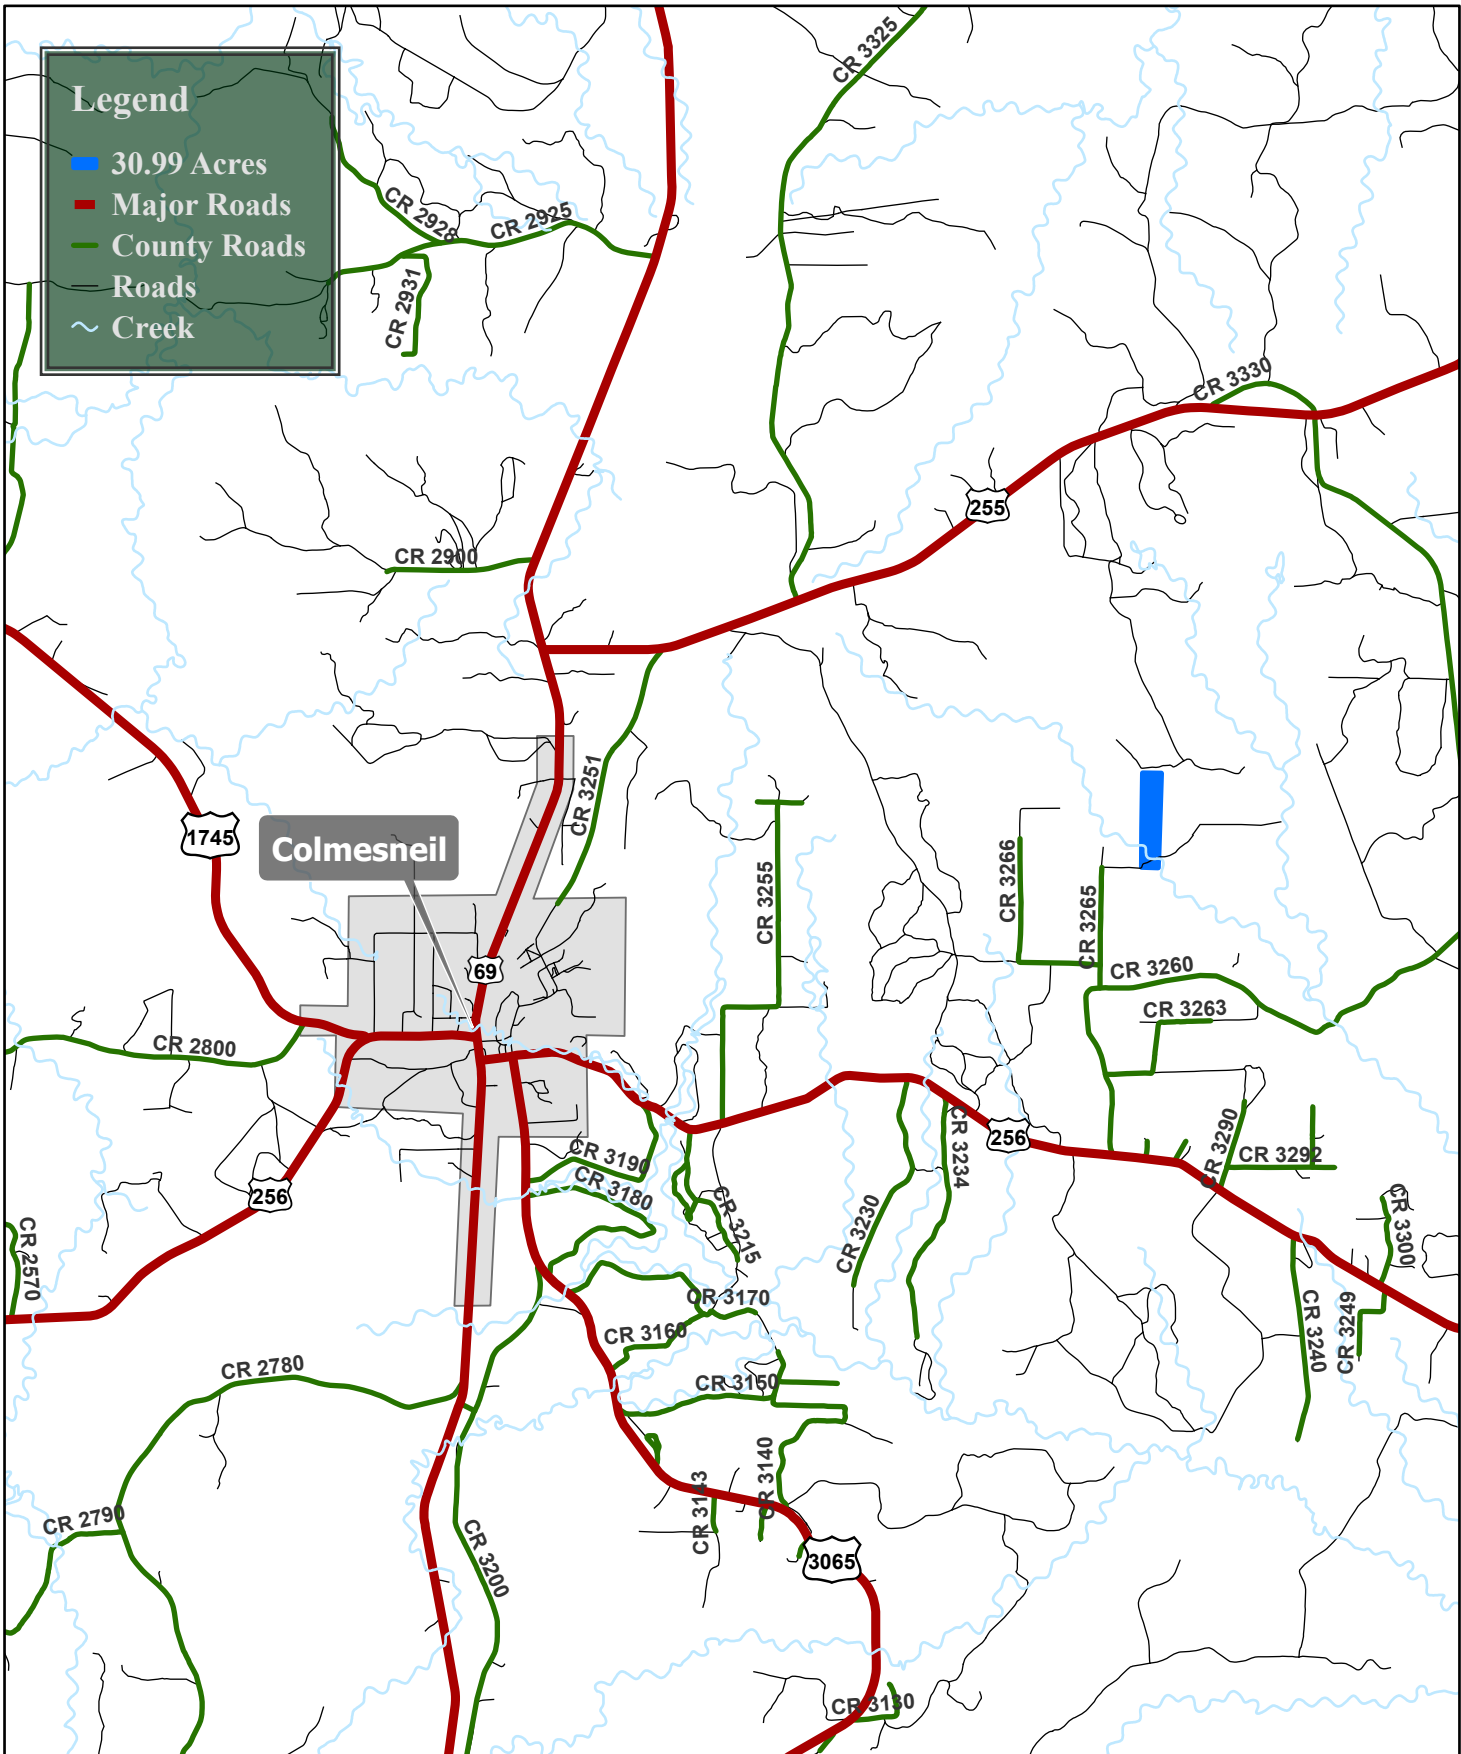 CR 3325
Legend
30.99 Acres
Major Roads
County Roads
Roads
Creek
CR 2928
CR 2925
CR 2931
CR 3330
255
CR 2900
CR 3251
1745
Colmesneil
CR 3255
CR 3266
CR 3265
69
CR 3260
CR 3263
CR 2800
256
CR 3234
CR 3290
CR 3292
CR 3190
CR 3180
256
CR 3215
CR 3230
CR 3300
CR 2570
CR 3170
CR 3160
CR 3240
CR 3249
CR 2780
CR 3150
CR 3140
CR 3143
CR 2790
CR 3200
3065
CR 3130